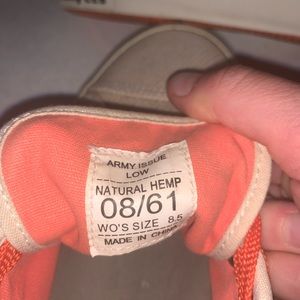 ARMY ISSUE
LOW
NATURAL HEMP
08/61
WO'S SIZE 8.5
MADE IN CHINA